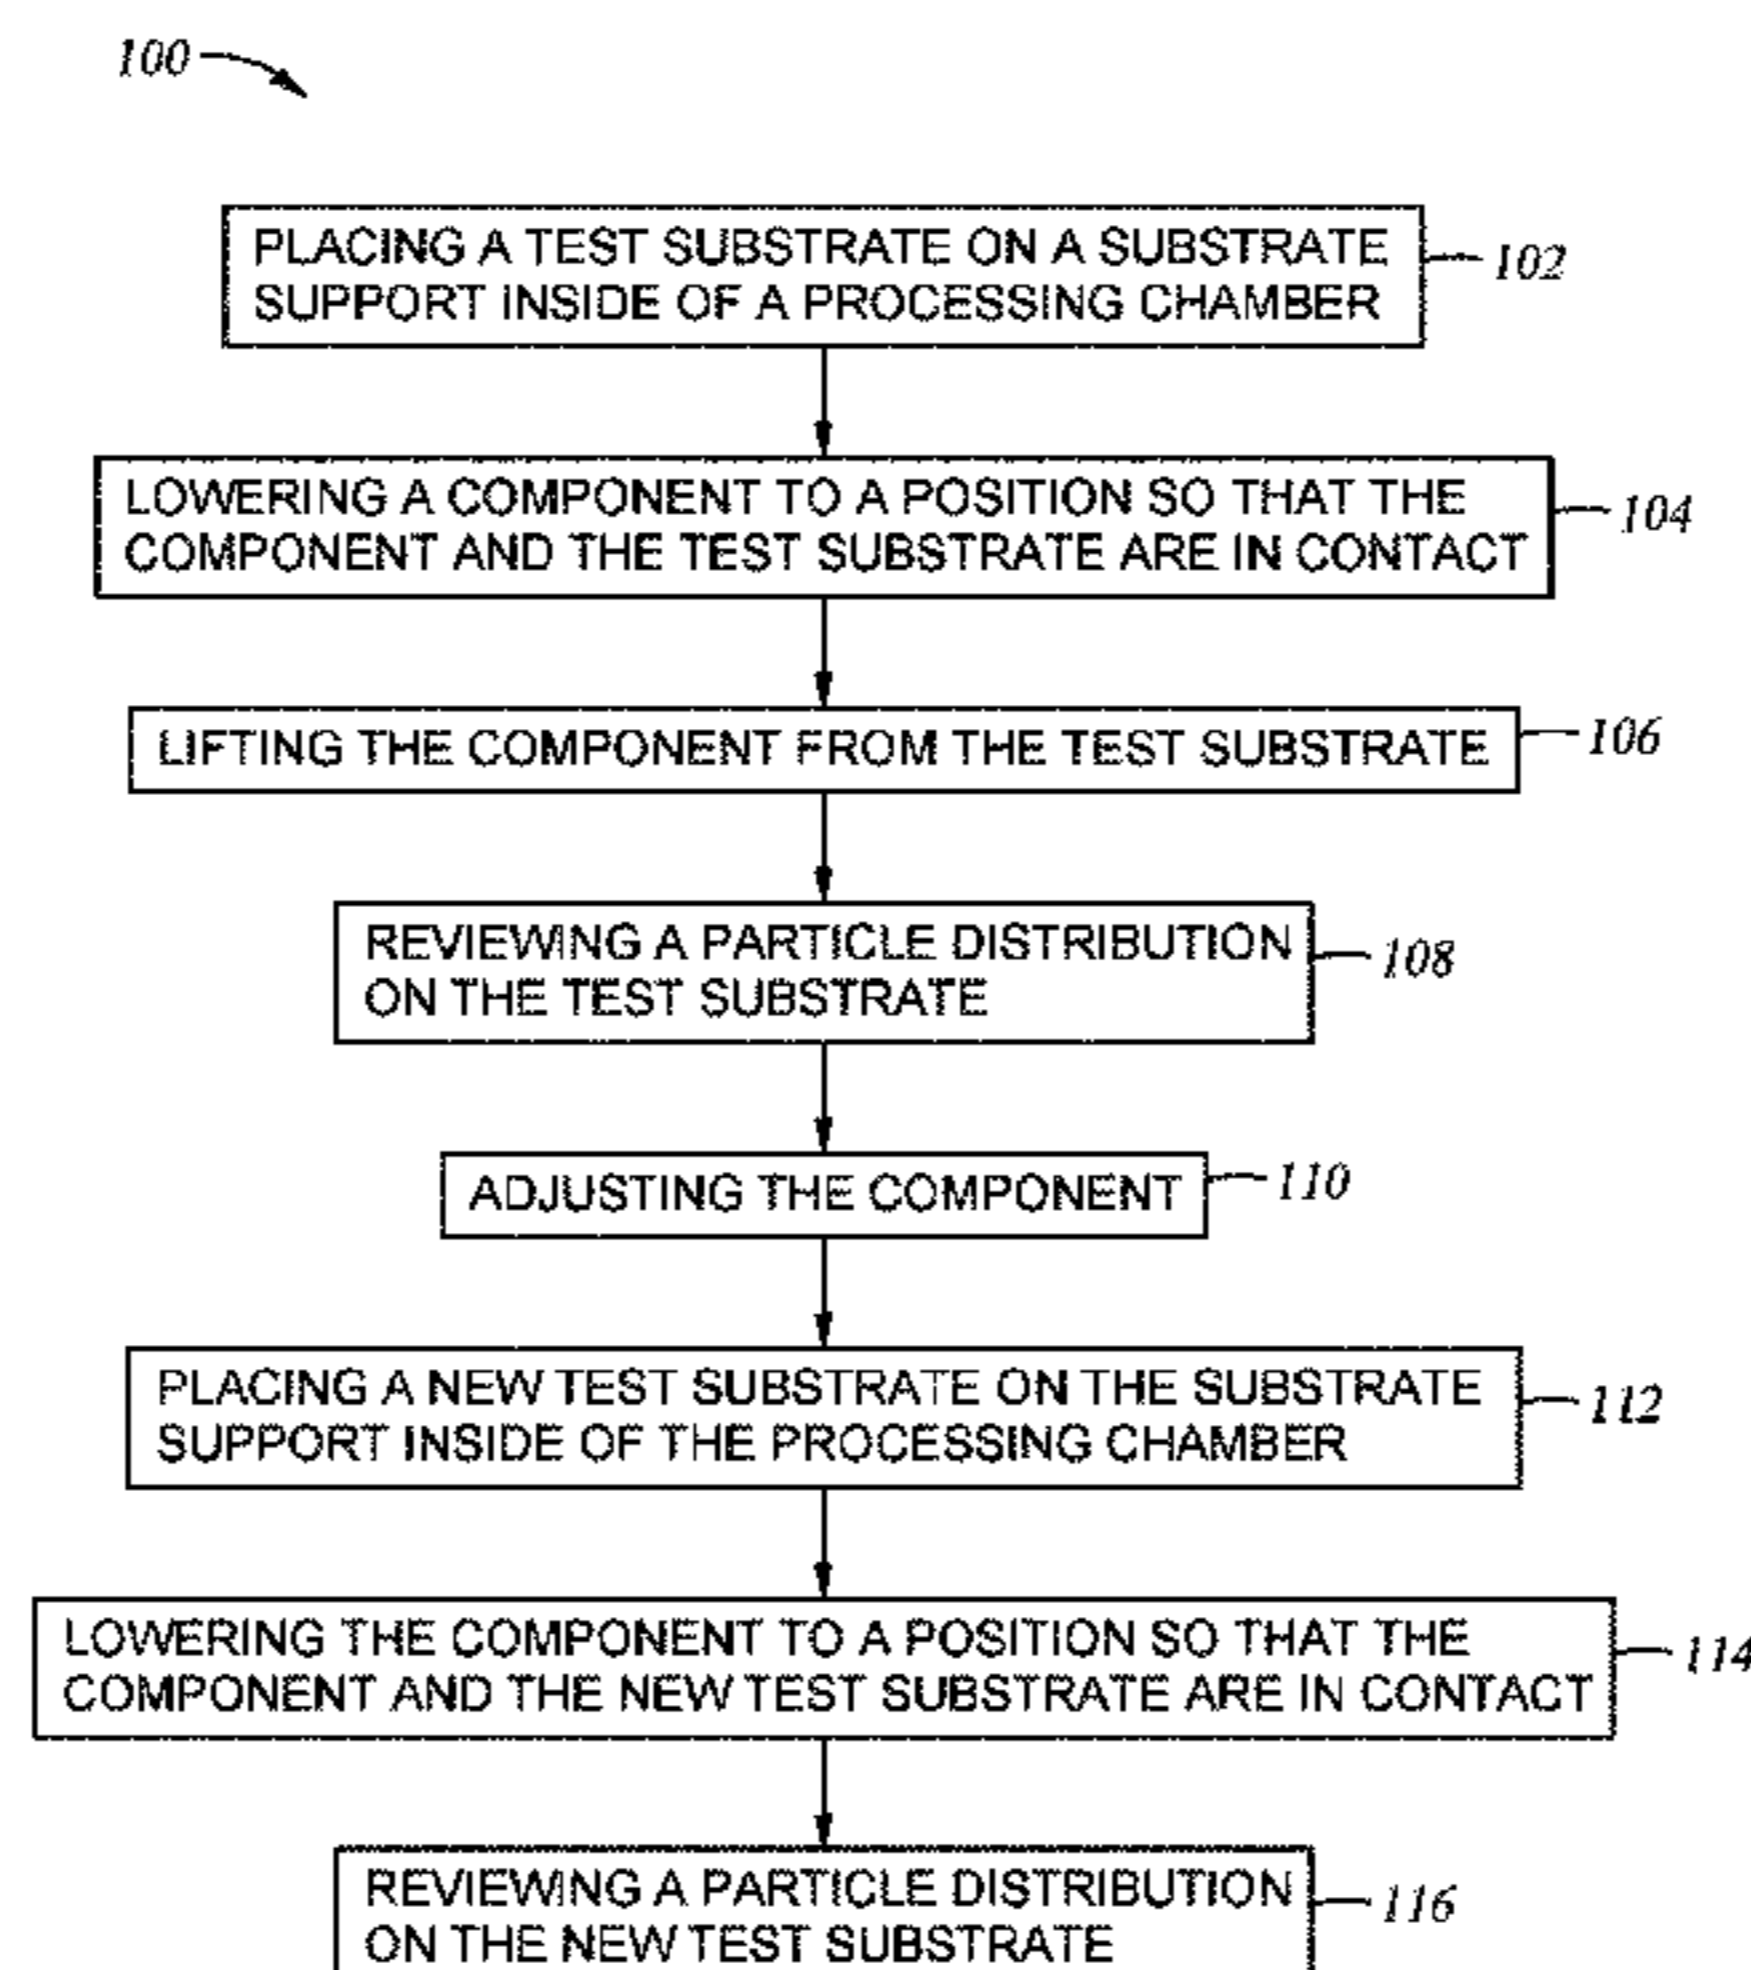 100
PLACING A TEST SUBSTRATE ON A SUBSTRATE
SUPPORT INSIDE OF A PROCESSING CHAMBER
102
LOWERING A COMPONENT TO A POSITION SO THAT THE
COMPONENT AND THE TEST SUBSTRATE ARE IN CONTACT
104
LIFTING THE COMPONENT FROM THE TEST SUBSTRATE
106
REVIEWING A PARTICLE DISTRIBUTION
ON THE TEST SUBSTRATE
108
ADJUSTING THE COMPONENT
110
PLACING A NEW TEST SUBSTRATE ON THE SUBSTRATE
SUPPORT INSIDE OF THE PROCESSING CHAMBER
112
LOWERING THE COMPONENT TO A POSITION SO THAT THE
COMPONENT AND THE NEW TEST SUBSTRATE ARE IN CONTACT
114
REVIEWING A PARTICLE DISTRIBUTION
ON THE NEW TEST SUBSTRATE
116